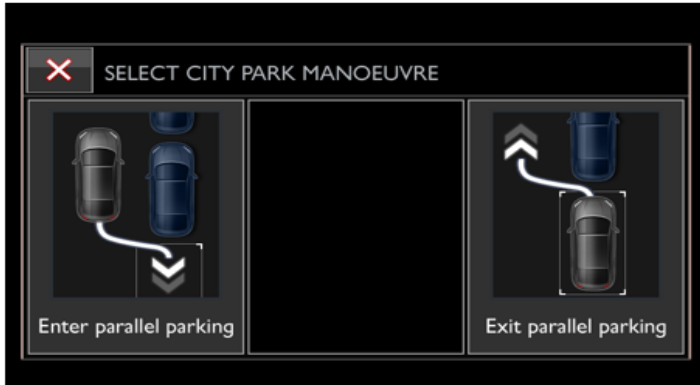 SELECT CITY PARK MANOEUVRE
Enter parallel parking
Exit parallel parking